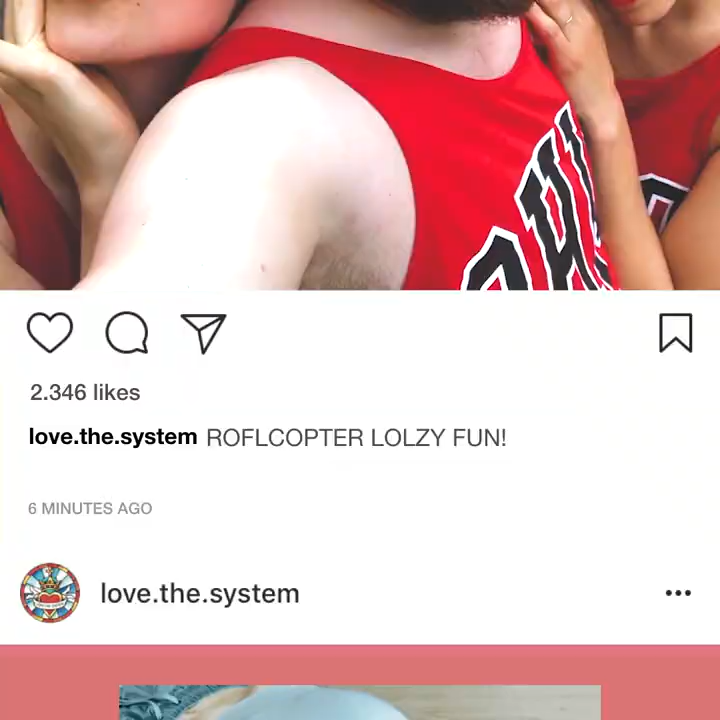 2.346 likes
love.the.system ROFLCOPTER LOLZY FUN!
6 MINUTES AGO
love.the.system